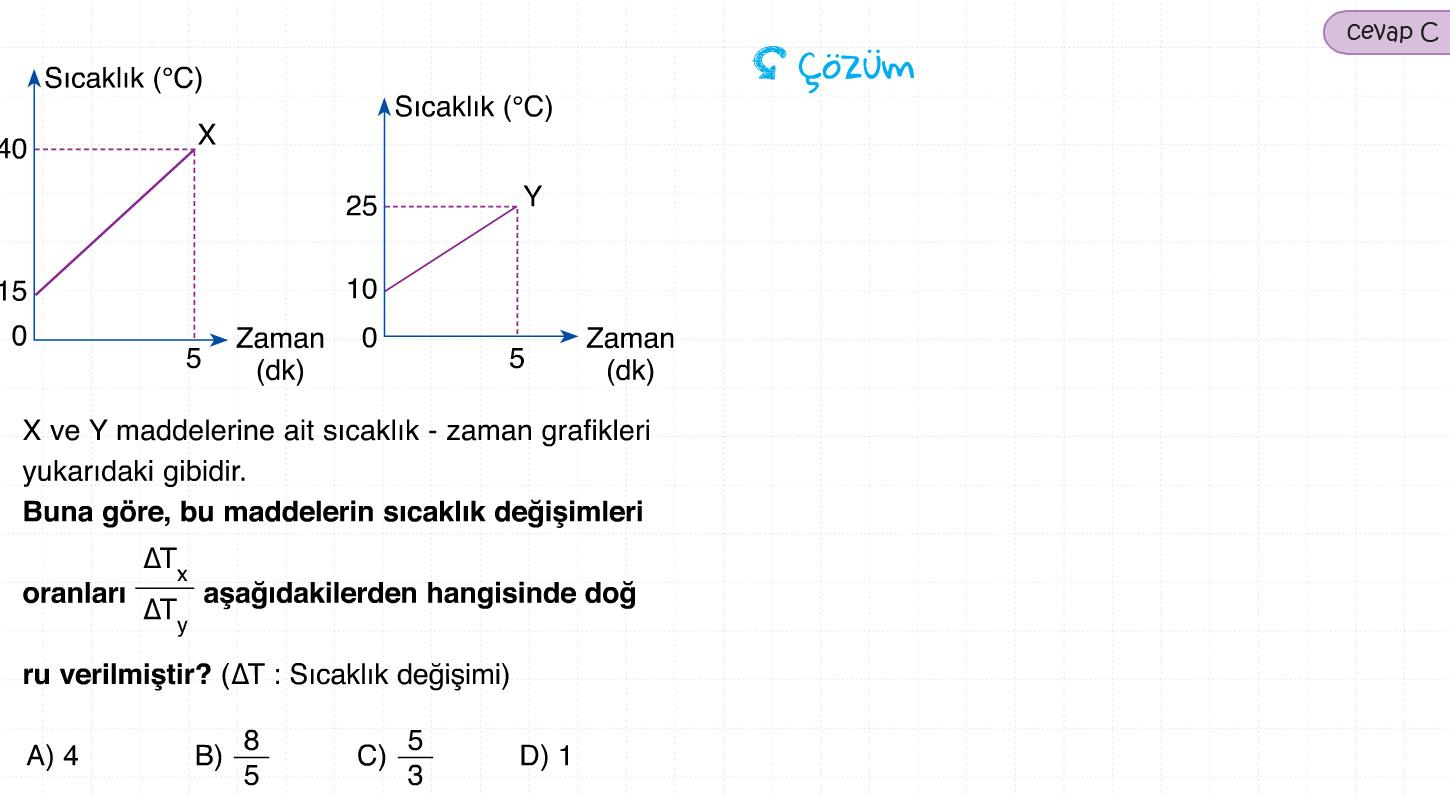 cevap C
Çözüm
Sıcaklık (°C)
X
40
15
0
5
Zaman
(dk)
Sıcaklık (°C)
Y
25
10
0
5
Zaman
(dk)
X ve Y maddelerine ait sıcaklık - zaman grafikleri
yukarıdaki gibidir.
Buna göre, bu maddelerin sıcaklık değişimleri
oranları ΔTx / ΔTy aşağıdakilerden hangisinde doğ
ru verilmiştir? (ΔT : Sıcaklık değişimi)
A) 4 B) 8/5 C) 5/3 D) 1